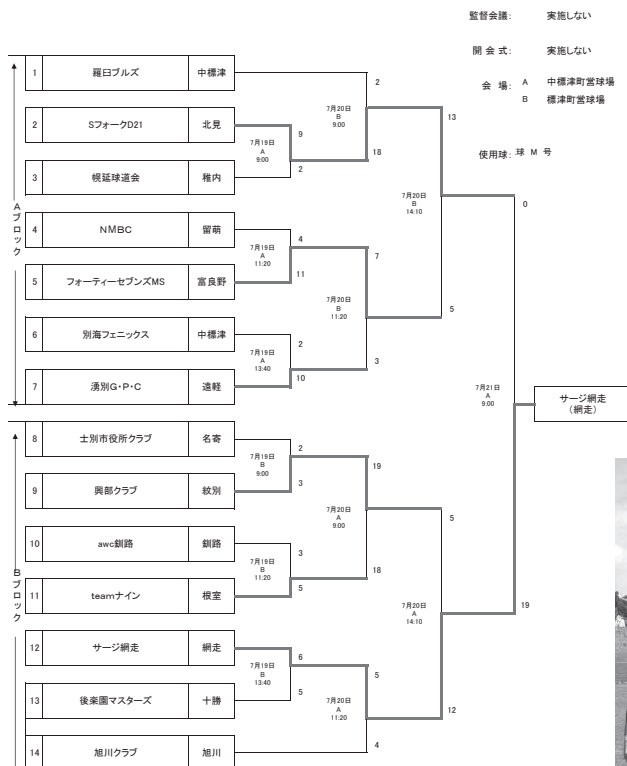 監督会議： 実施しない
開 会 式： 実施しない
会　場： A 中標津町営球場
B 標津町営球場
使用球： 球 M 号
Aブロック
1 羅臼ブルズ 中標津
2 SフォークD21 北見
3 幌延球道会 稚内
4 NMBC 留萌
5 フォーティーセブンズMS 富良野
6 別海フェニックス 中標津
7 湧別G・P・C 遠軽
Bブロック
8 士別市役所クラブ 名寄
9 興部クラブ 紋別
10 awc釧路 釧路
11 teamナイン 根室
12 サージ網走 網走
13 後楽園マスターズ 十勝
14 旭川クラブ 旭川
7月19日
A
9:00
9
2
7月19日
A
11:20
4
11
7月19日
A
13:40
2
10
7月19日
B
9:00
2
3
7月19日
B
11:20
3
5
7月19日
B
13:40
6
5
7月20日
B
9:00
2
18
7月20日
B
11:20
7
3
7月20日
A
9:00
19
18
7月20日
A
11:20
5
4
7月20日
B
14:10
13
5
7月20日
A
14:10
5
12
7月21日
A
9:00
0
19
サージ網走
（網走）